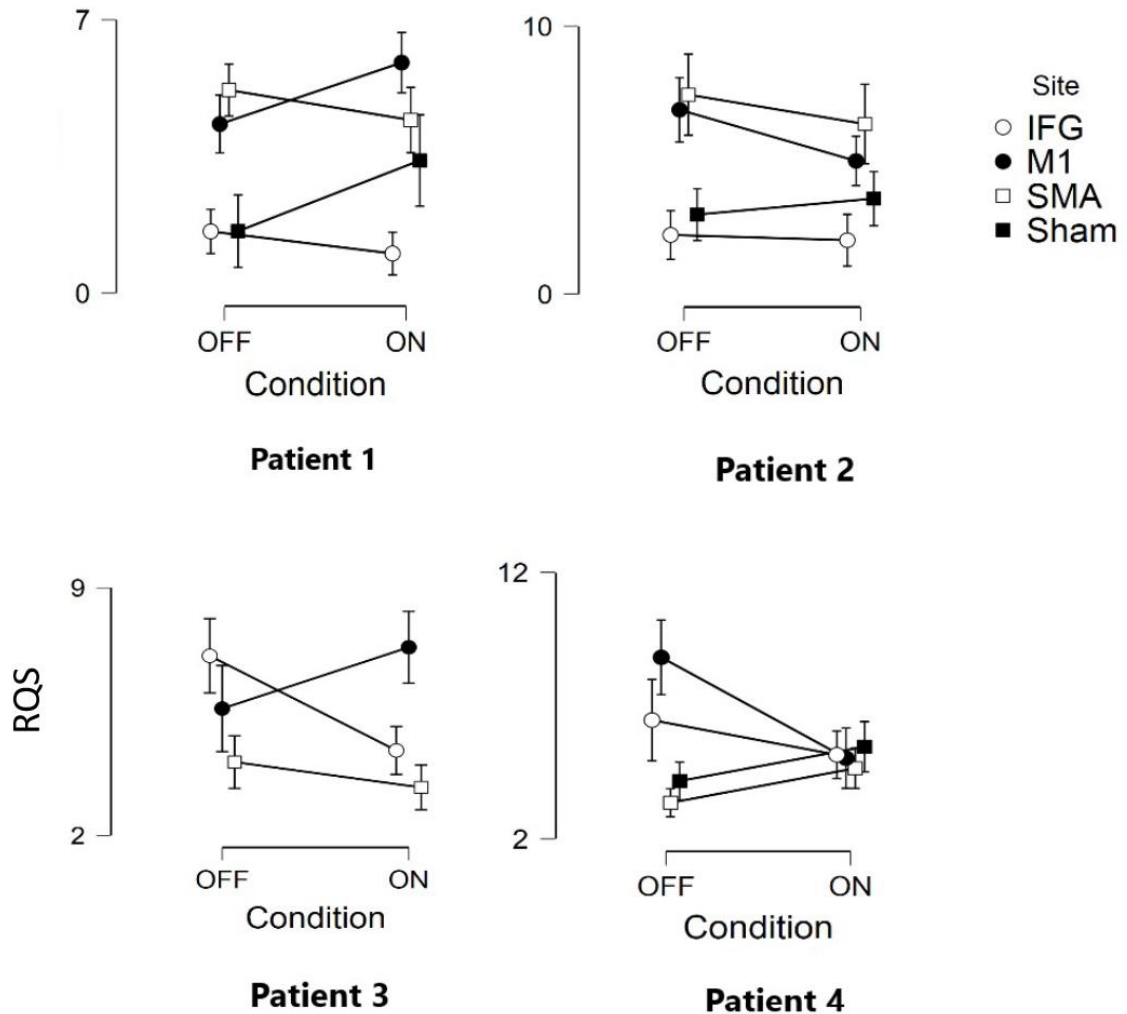 7
0
OFF
ON
Condition
Patient 1
10
0
OFF
ON
Condition
Patient 2
Site
IFG
M1
SMA
Sham
RQS
9
2
OFF
ON
Condition
Patient 3
12
2
OFF
ON
Condition
Patient 4